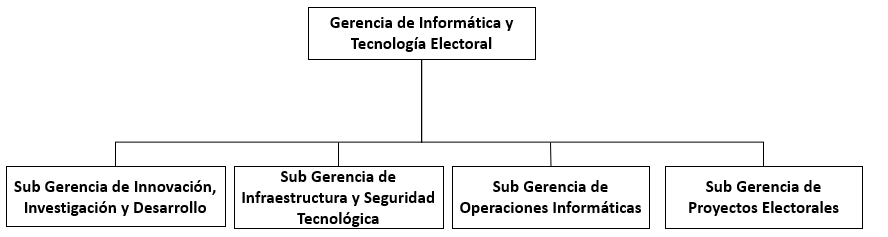 Gerencia de Informática y
Tecnología Electoral
Sub Gerencia de Innovación,
Investigación y Desarrollo
Sub Gerencia de
Infraestructura y Seguridad
Tecnológica
Sub Gerencia de
Operaciones Informáticas
Sub Gerencia de
Proyectos Electorales